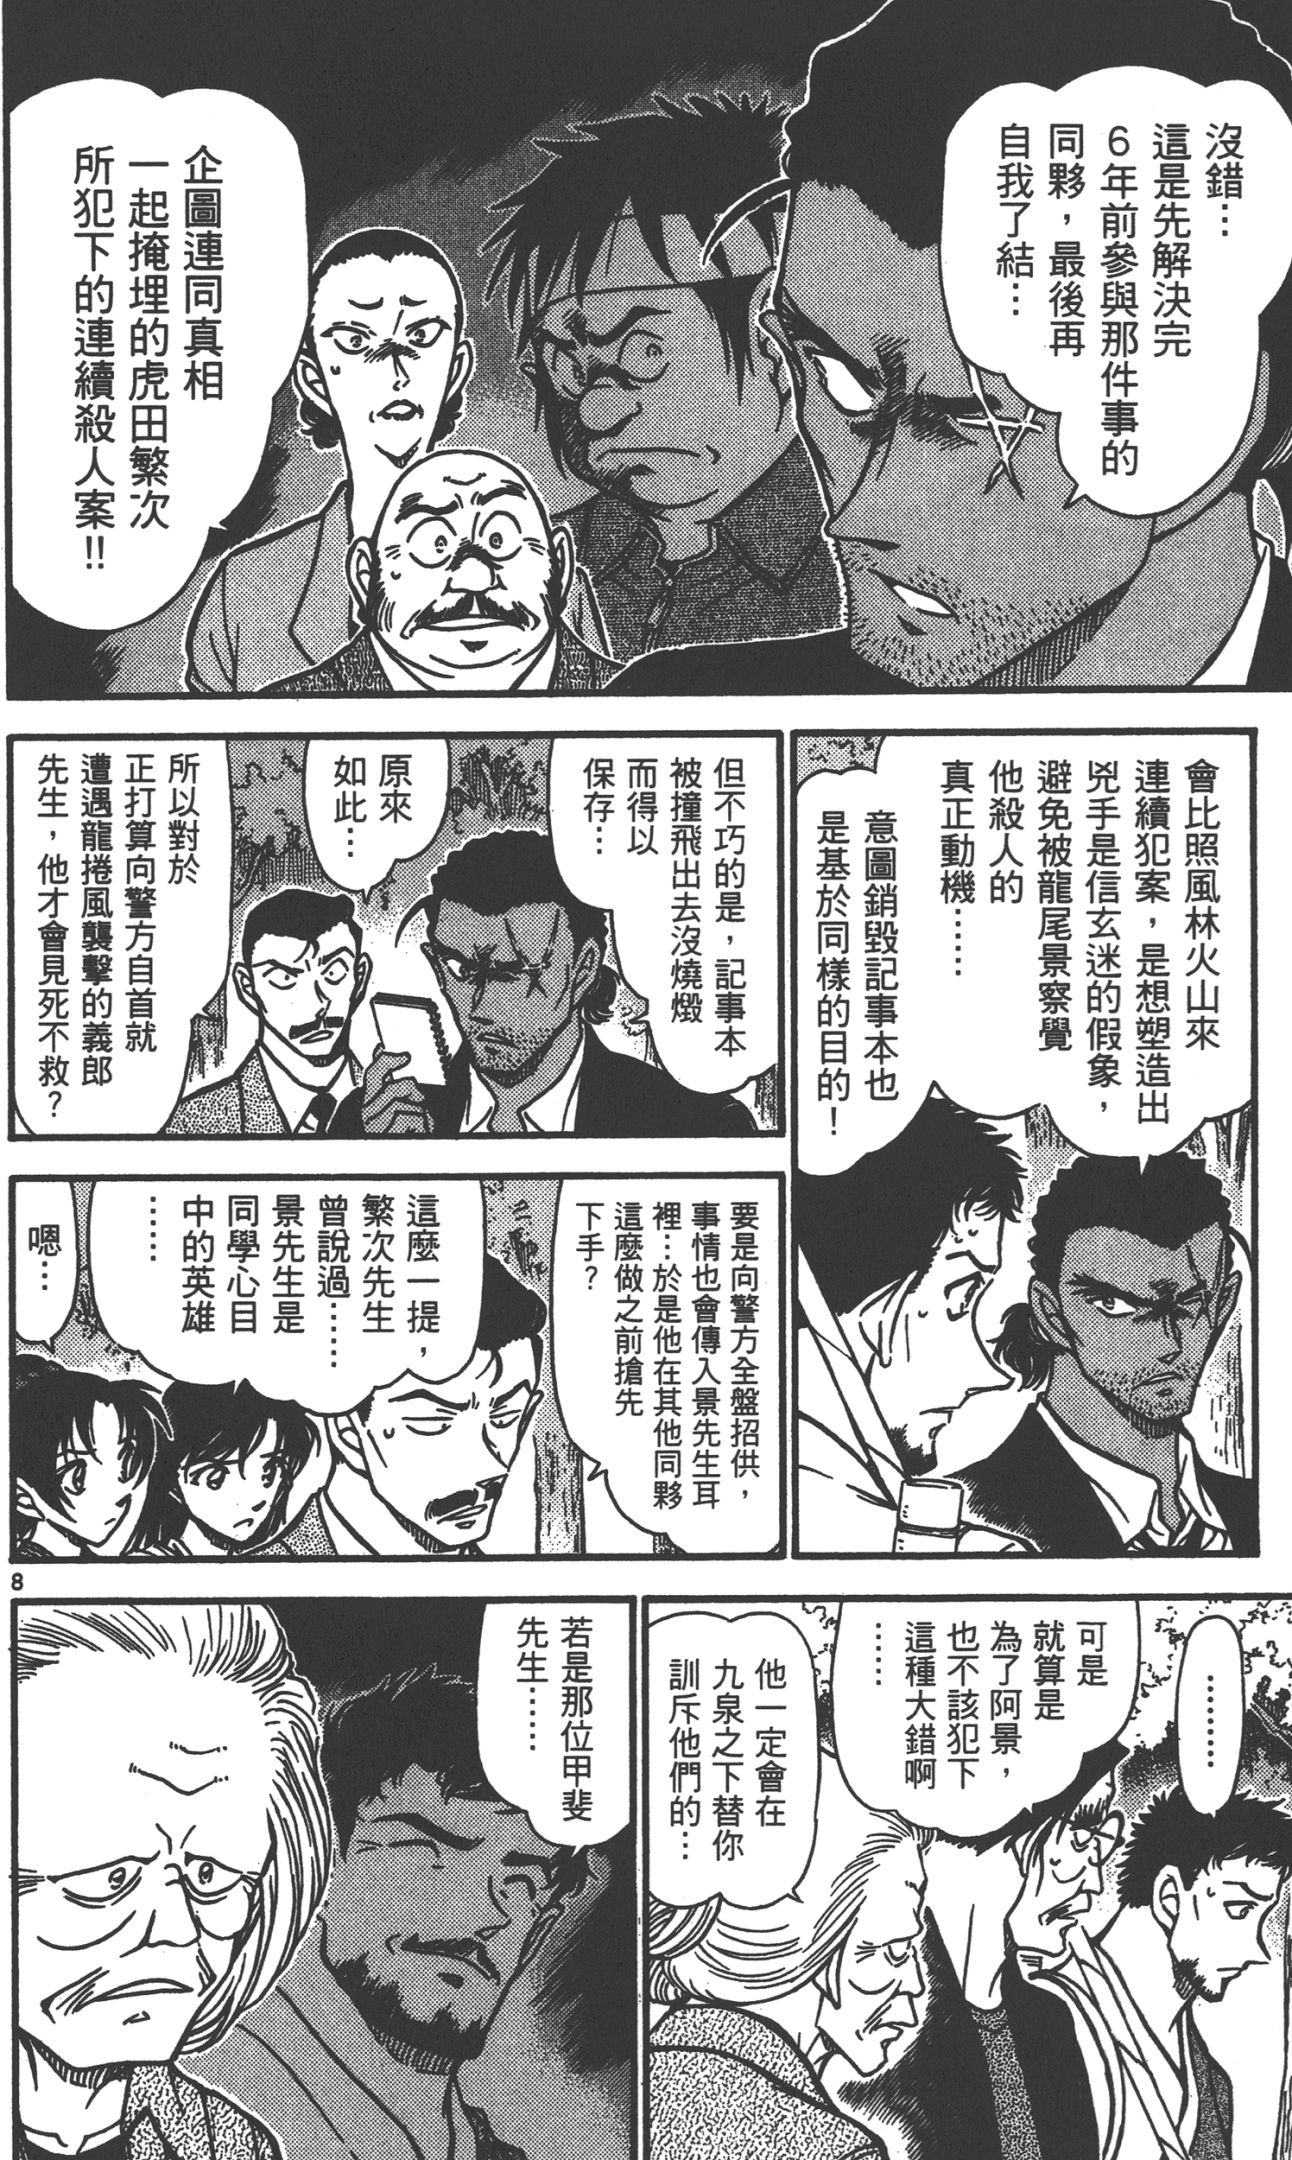 沒錯⋯
這是先解決完
6年前參與那件事的
同夥，最後再
自我了結⋯
企圖連同真相
一起掩埋的虎田繁次
所犯下的連續殺人案!!
會比照風林火山來
連續犯案，是想塑造出
兇手是信玄迷的假象，
避免被龍尾景察覺
他殺人的
真正動機⋯⋯
意圖銷毀記事本也
是基於同樣的目的！
但不巧的是，記事本
被撞飛出去沒燒燬
而得以
保存⋯
原來
如此⋯
所以對於
正打算向警方自首就
遭遇龍捲風襲擊的義郎
先生，他才會見死不救？
要是向警方全盤招供，
事情也會傳入景先生耳
裡⋯於是他在其他同夥
這麼做之前搶先
下手？
這麼一提，
繁次先生
曾說過⋯⋯
景先生是
同學心目
中的英雄
⋯⋯
嗯⋯
8
⋯⋯⋯
可是
就算是
為了阿景，
也不該犯下
這種大錯啊
⋯⋯
他一定會在
九泉之下替你
訓斥他們的⋯
若是那位甲斐
先生⋯⋯